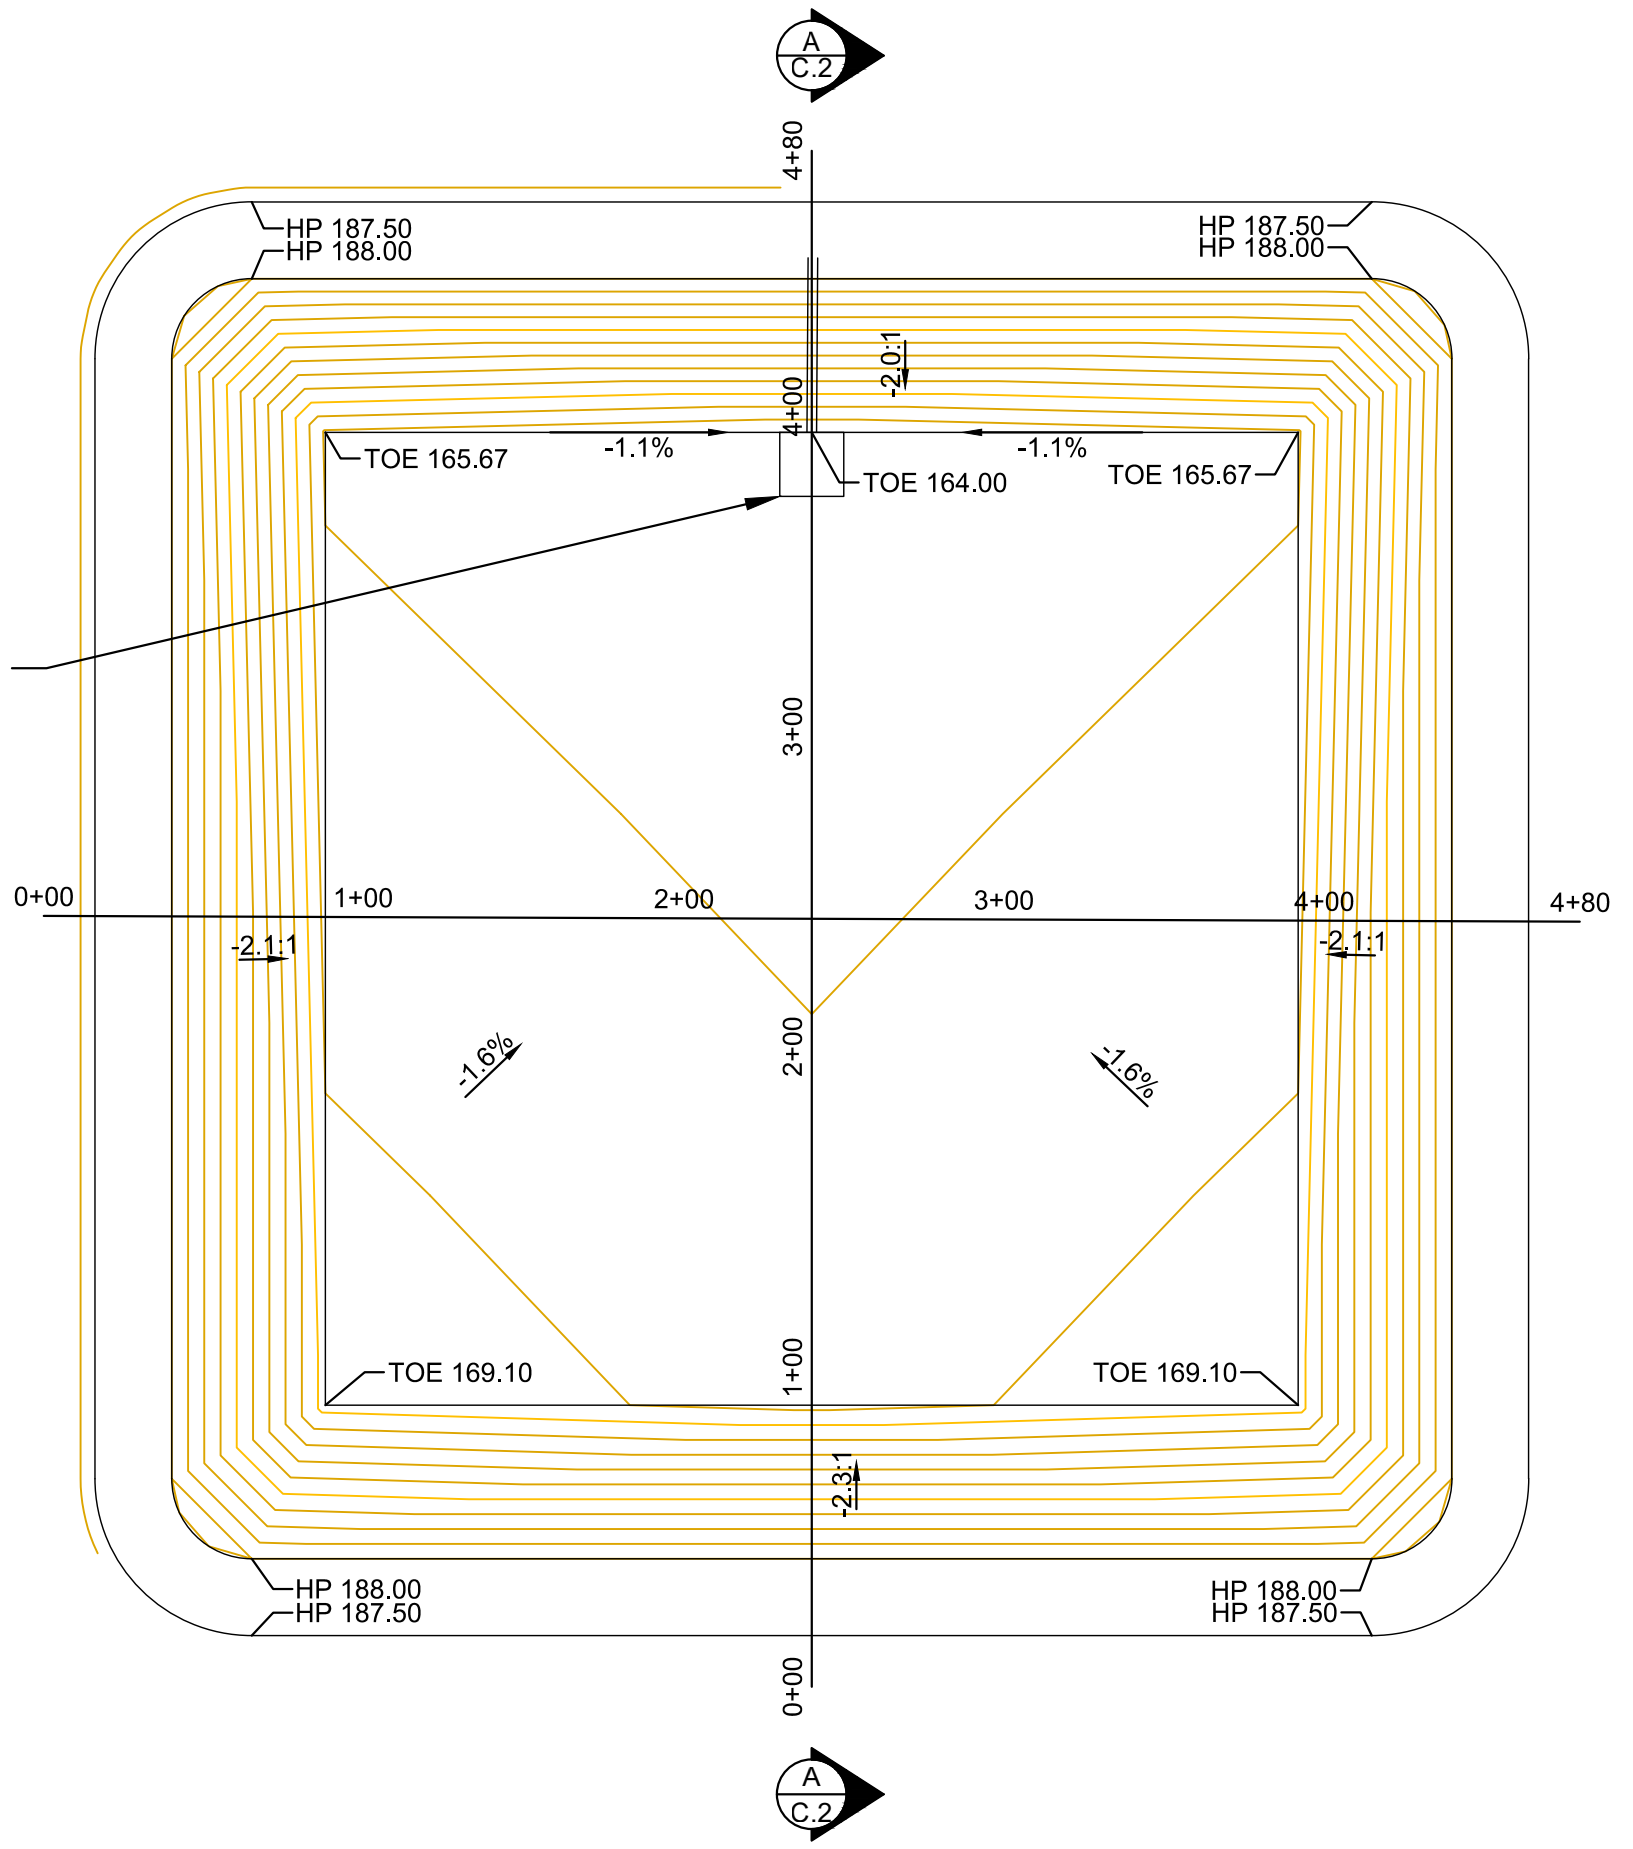 A
C.2
4+80
HP 187.50
HP 188.00
HP 187.50
HP 188.00
-2.0:1
4+00
-1.1%
-1.1%
TOE 165.67
TOE 164.00
TOE 165.67
3+00
0+00
1+00
2+00
3+00
4+00
4+80
-2.1:1
-2.1:1
2+00
-1.6%
-1.6%
1+00
TOE 169.10
TOE 169.10
-2.3:1
HP 188.00
HP 187.50
HP 188.00
HP 187.50
0+00
A
C.2